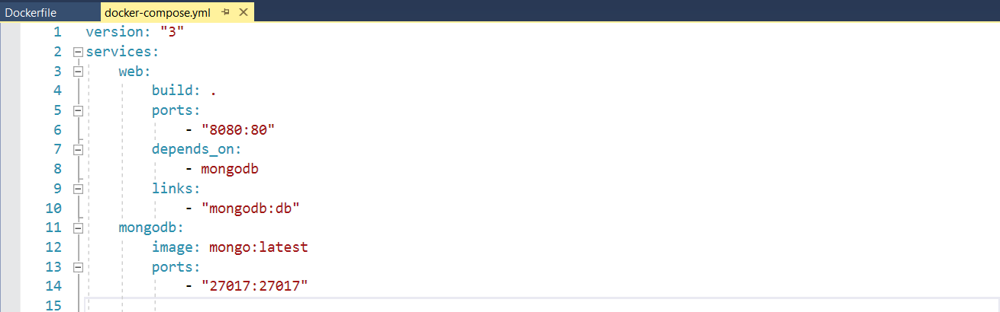 Dockerfile docker-compose.yml
1 version: "3"
2 services:
3 web:
4 build: .
5 ports:
6 - "8080:80"
7 depends_on:
8 - mongodb
9 links:
10 - "mongodb:db"
11 mongodb:
12 image: mongo:latest
13 ports:
14 - "27017:27017"
15